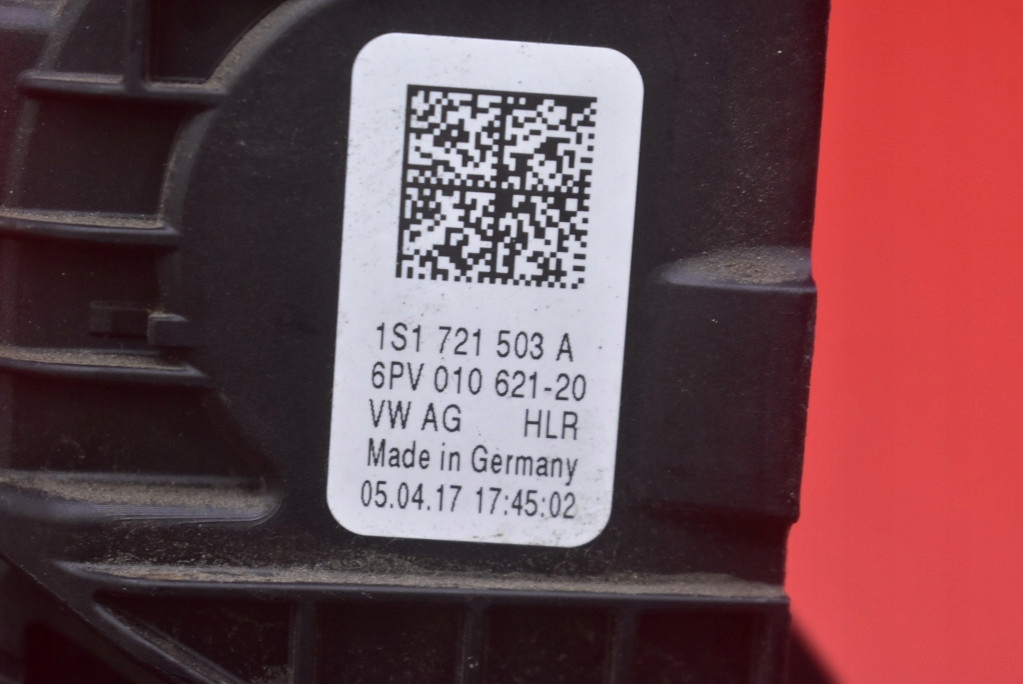 1S1 721 503 A
6PV 010 621-20
VW AG HLR
Made in Germany
05.04.17 17:45:02